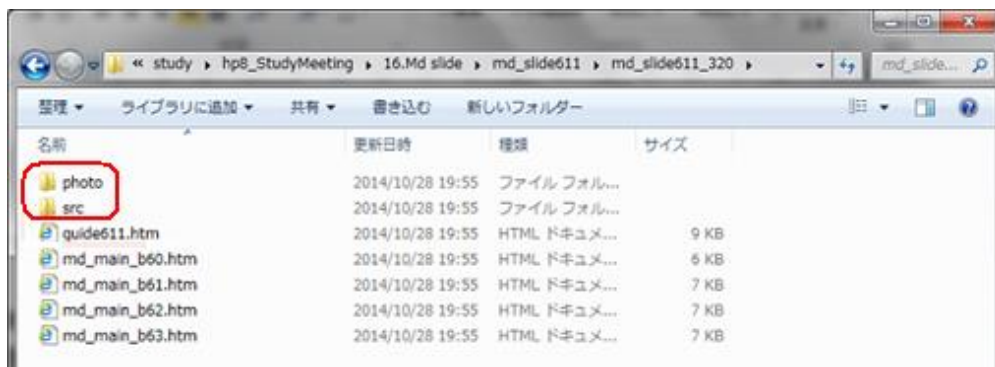 « study ▸ hp8_StudyMeeting ▸ 16.Md slide ▸ md_slide611 ▸ md_slide611_320 ▸ md_slide...
整理 ▼ ライブラリに追加 ▼ 共有 ▼ 書き込む 新しいフォルダー
名前 更新日時 種類 サイズ
photo 2014/10/28 19:55 ファイル フォル...
src 2014/10/28 19:55 ファイル フォル...
guide611.htm 2014/10/28 19:55 HTML ドキュメ... 9 KB
md_main_b60.htm 2014/10/28 19:55 HTML ドキュメ... 6 KB
md_main_b61.htm 2014/10/28 19:55 HTML ドキュメ... 7 KB
md_main_b62.htm 2014/10/28 19:55 HTML ドキュメ... 7 KB
md_main_b63.htm 2014/10/28 19:55 HTML ドキュメ... 7 KB